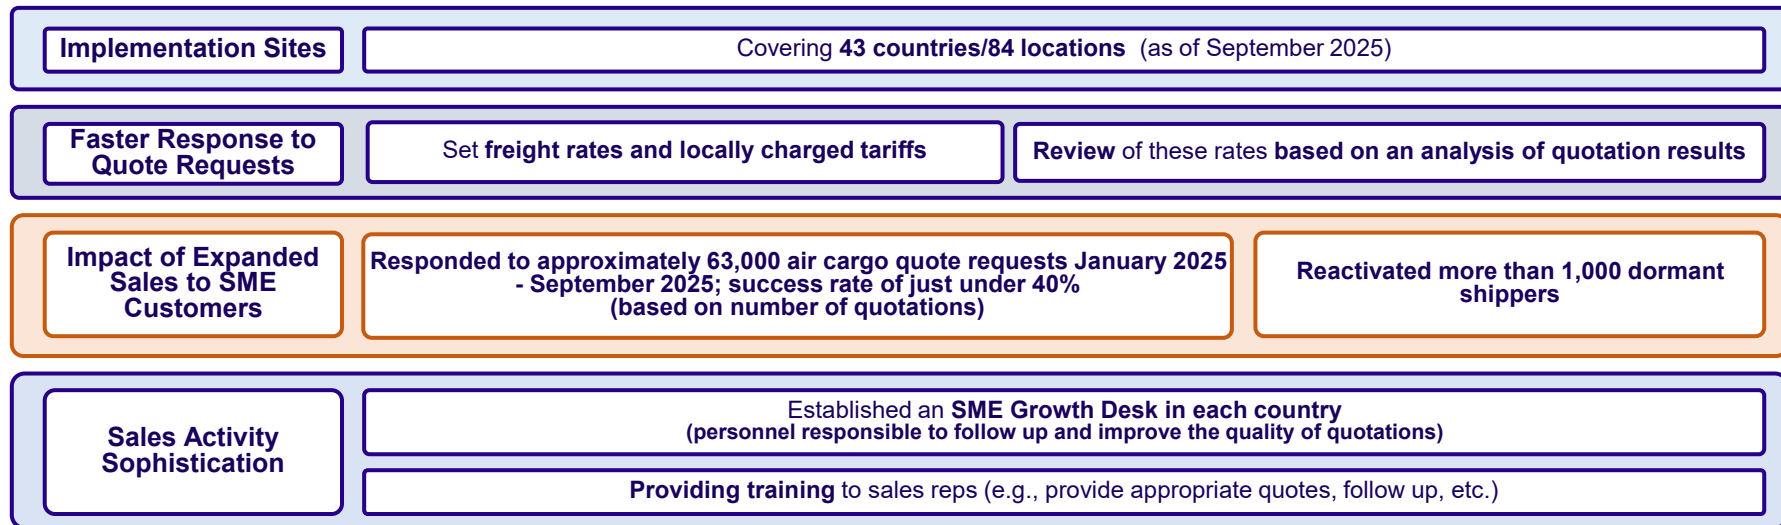 Implementation Sites
Covering 43 countries/84 locations (as of September 2025)
Faster Response to
Quote Requests
Set freight rates and locally charged tariffs
Review of these rates based on an analysis of quotation results
Impact of Expanded
Sales to SME
Customers
Responded to approximately 63,000 air cargo quote requests January 2025
- September 2025; success rate of just under 40%
(based on number of quotations)
Reactivated more than 1,000 dormant
shippers
Sales Activity
Sophistication
Established an SME Growth Desk in each country
(personnel responsible to follow up and improve the quality of quotations)
Providing training to sales reps (e.g., provide appropriate quotes, follow up, etc.)